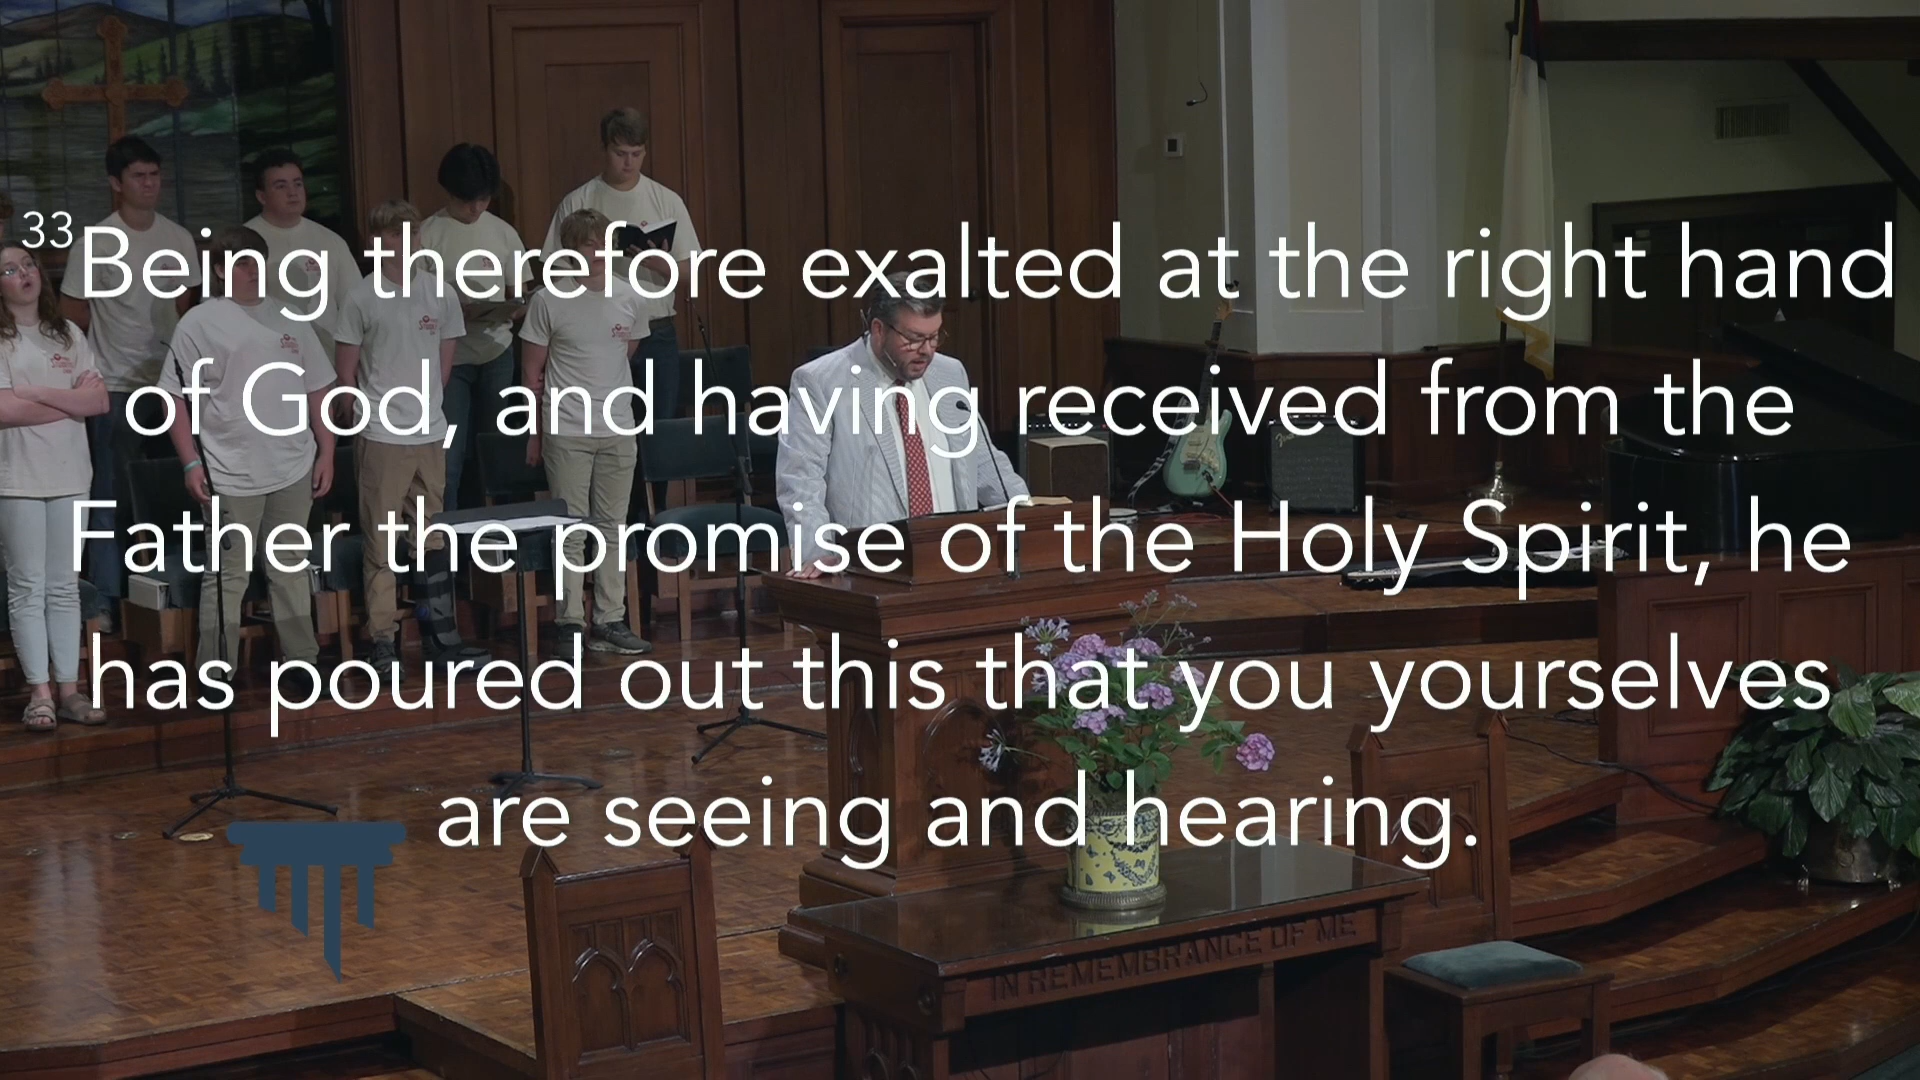 33Being therefore exalted at the right hand
of God, and having received from the
Father the promise of the Holy Spirit, he
has poured out this that you yourselves
are seeing and hearing.
Fender
IN REMEMBRANCE OF ME